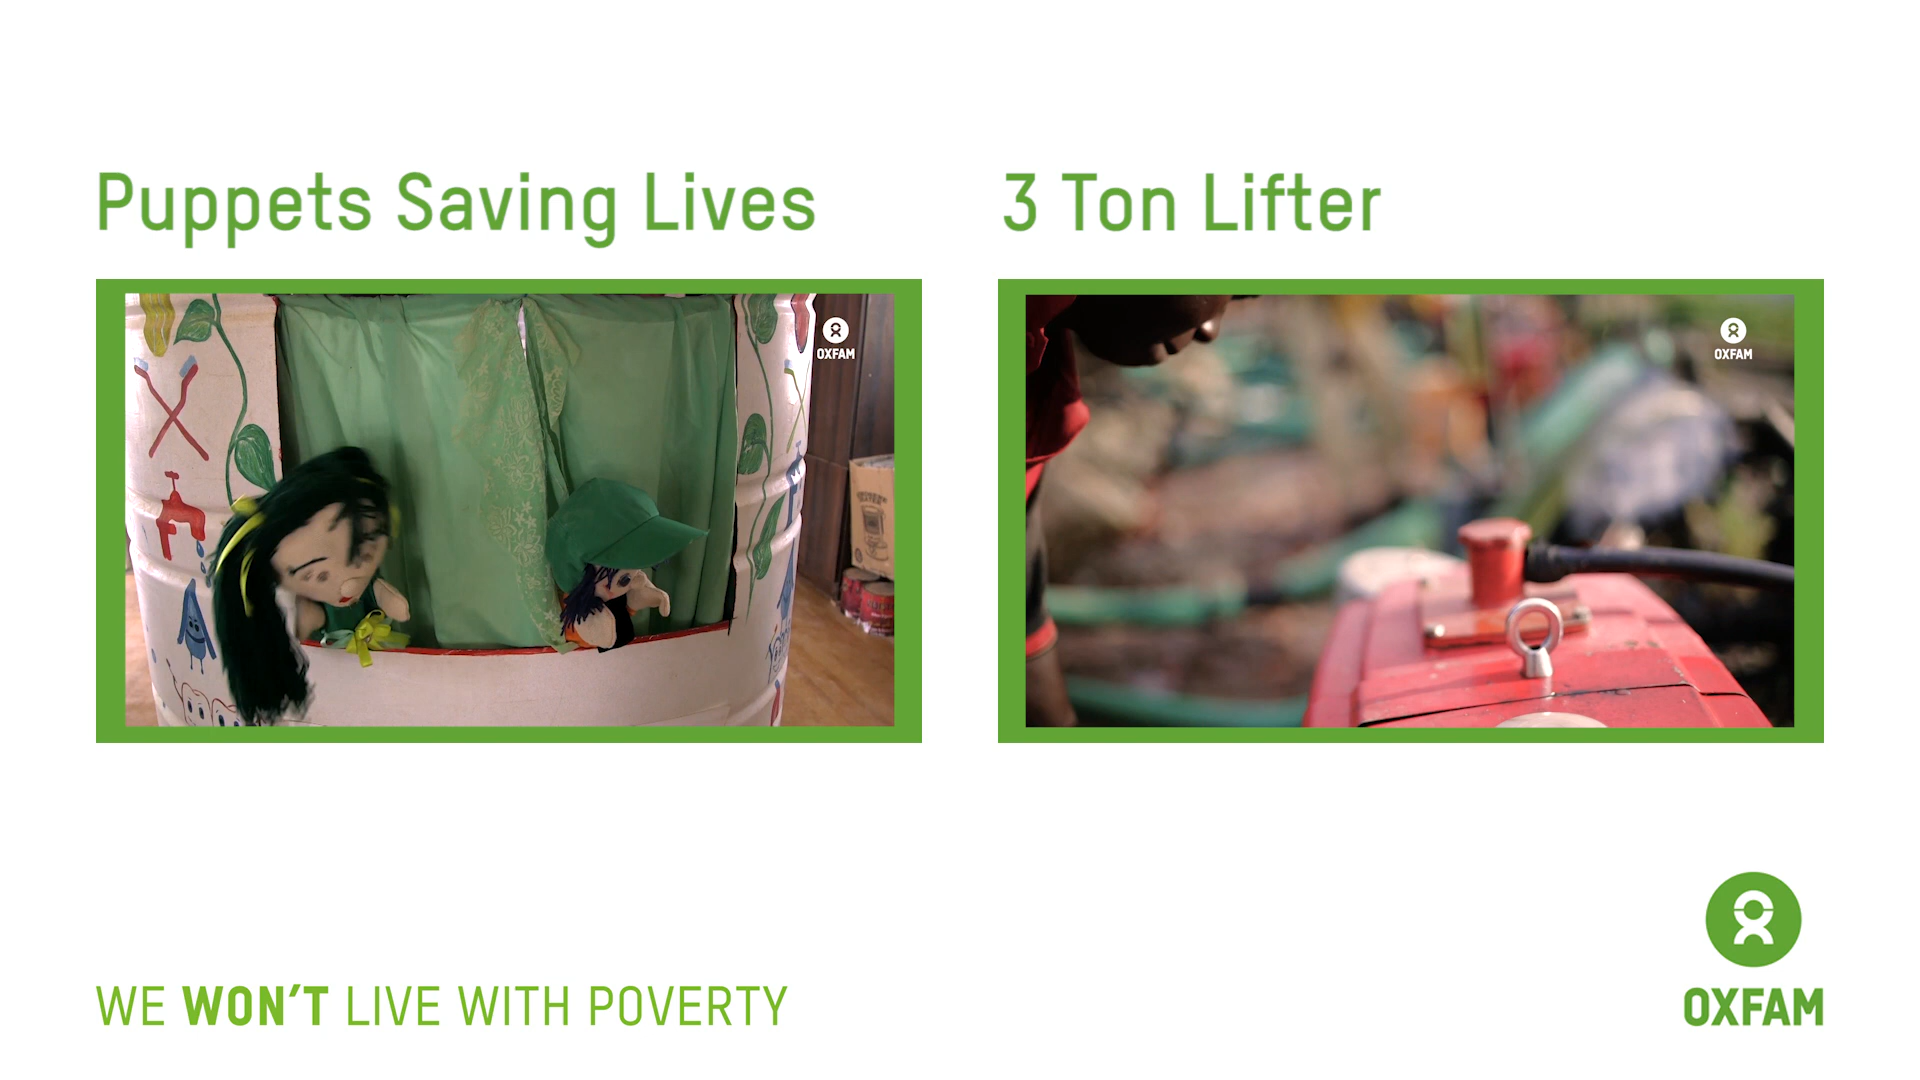 Puppets Saving Lives
3 Ton Lifter
OXFAM
OXFAM
WE WON'T LIVE WITH POVERTY
OXFAM